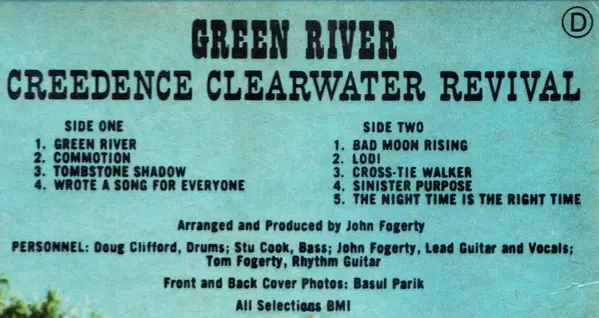 D
GREEN RIVER
CREEDENCE CLEARWATER REVIVAL
SIDE ONE
1. GREEN RIVER
2. COMMOTION
3. TOMBSTONE SHADOW
4. WROTE A SONG FOR EVERYONE
SIDE TWO
1. BAD MOON RISING
2. LODI
3. CROSS-TIE WALKER
4. SINISTER PURPOSE
5. THE NIGHT TIME IS THE RIGHT TIME
Arranged and Produced by John Fogerty
PERSONNEL: Doug Clifford, Drums; Stu Cook, Bass; John Fogerty, Lead Guitar and Vocals;
Tom Fogerty, Rhythm Guitar
Front and Back Cover Photos: Basul Parik
All Selections BMI